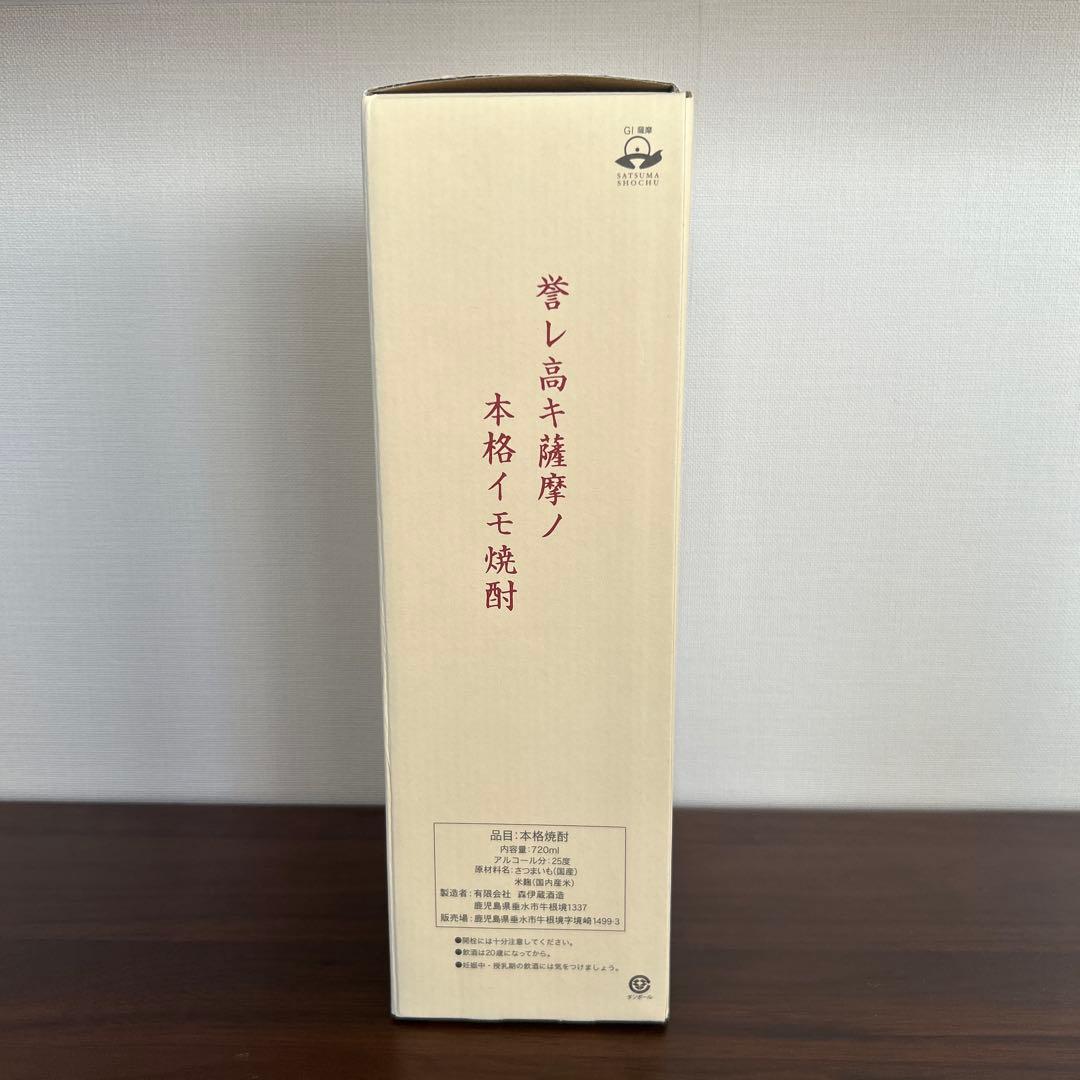 GI 薩摩
SATSUMA
SHOCHU
誉レ高キ薩摩ノ
本格イモ焼酎
品目:本格焼酎
内容量:720ml
アルコール分:25度
原材料名:さつまいも(国産)
米麹(国内産米)
製造者:有限会社 森伊蔵酒造
鹿児島県垂水市牛根境1337
販売場:鹿児島県垂水市牛根境字境崎1499-3
●開栓には十分注意してください。
●飲酒は20歳になってから。
●妊娠中・授乳期の飲酒には気をつけましょう。
ダンボール